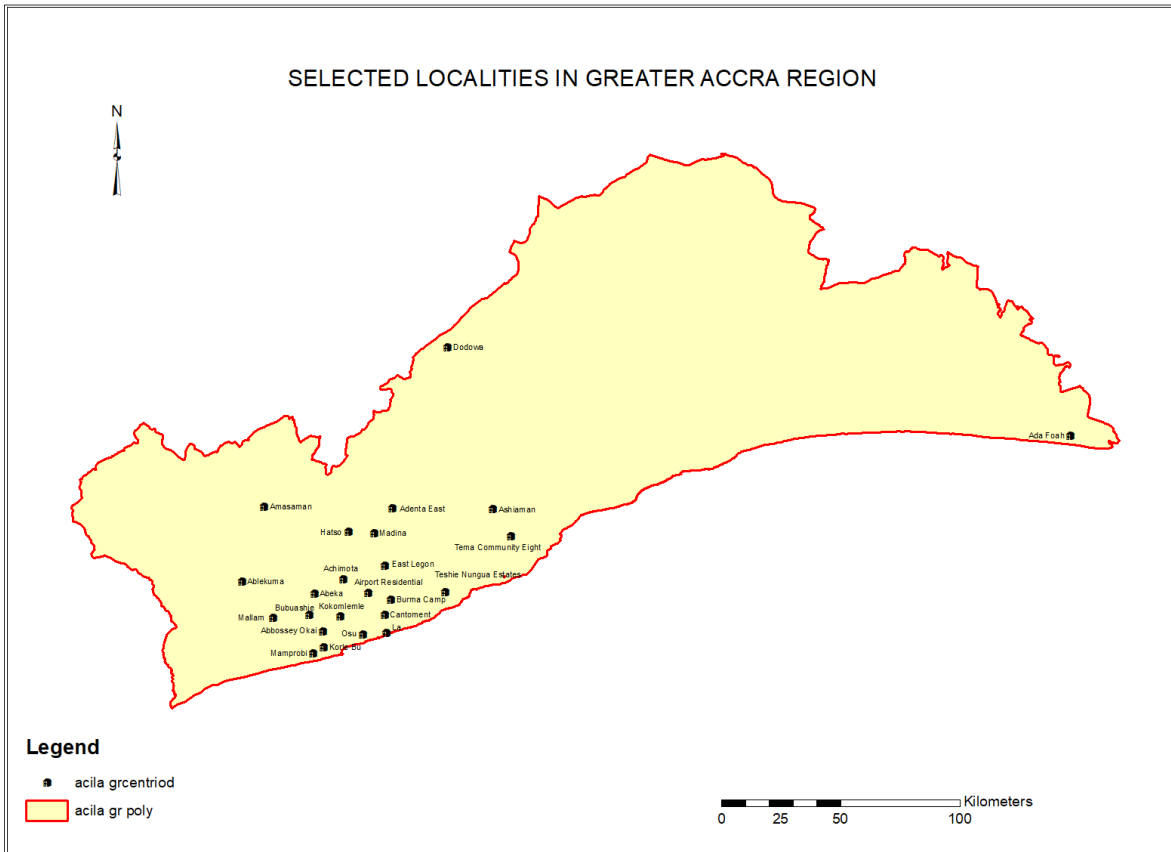 SELECTED LOCALITIES IN GREATER ACCRA REGION
N
Dodowa
Ada Foah
Amasaman
Adenta East
Ashiaman
Hatso
Madina
Tema Community Eight
East Legon
Achimota
Teshie Nungua Estates
Ablekuma
Airport Residential
Abeka
Burma Camp
Bubuashie
Kokomlemle
Cantoment
Mallam
La
Abbossey Okai
Osu
Korle Bu
Mamprobi
Legend
acila grcentriod
acila gr poly
Kilometers
0 25 50 100